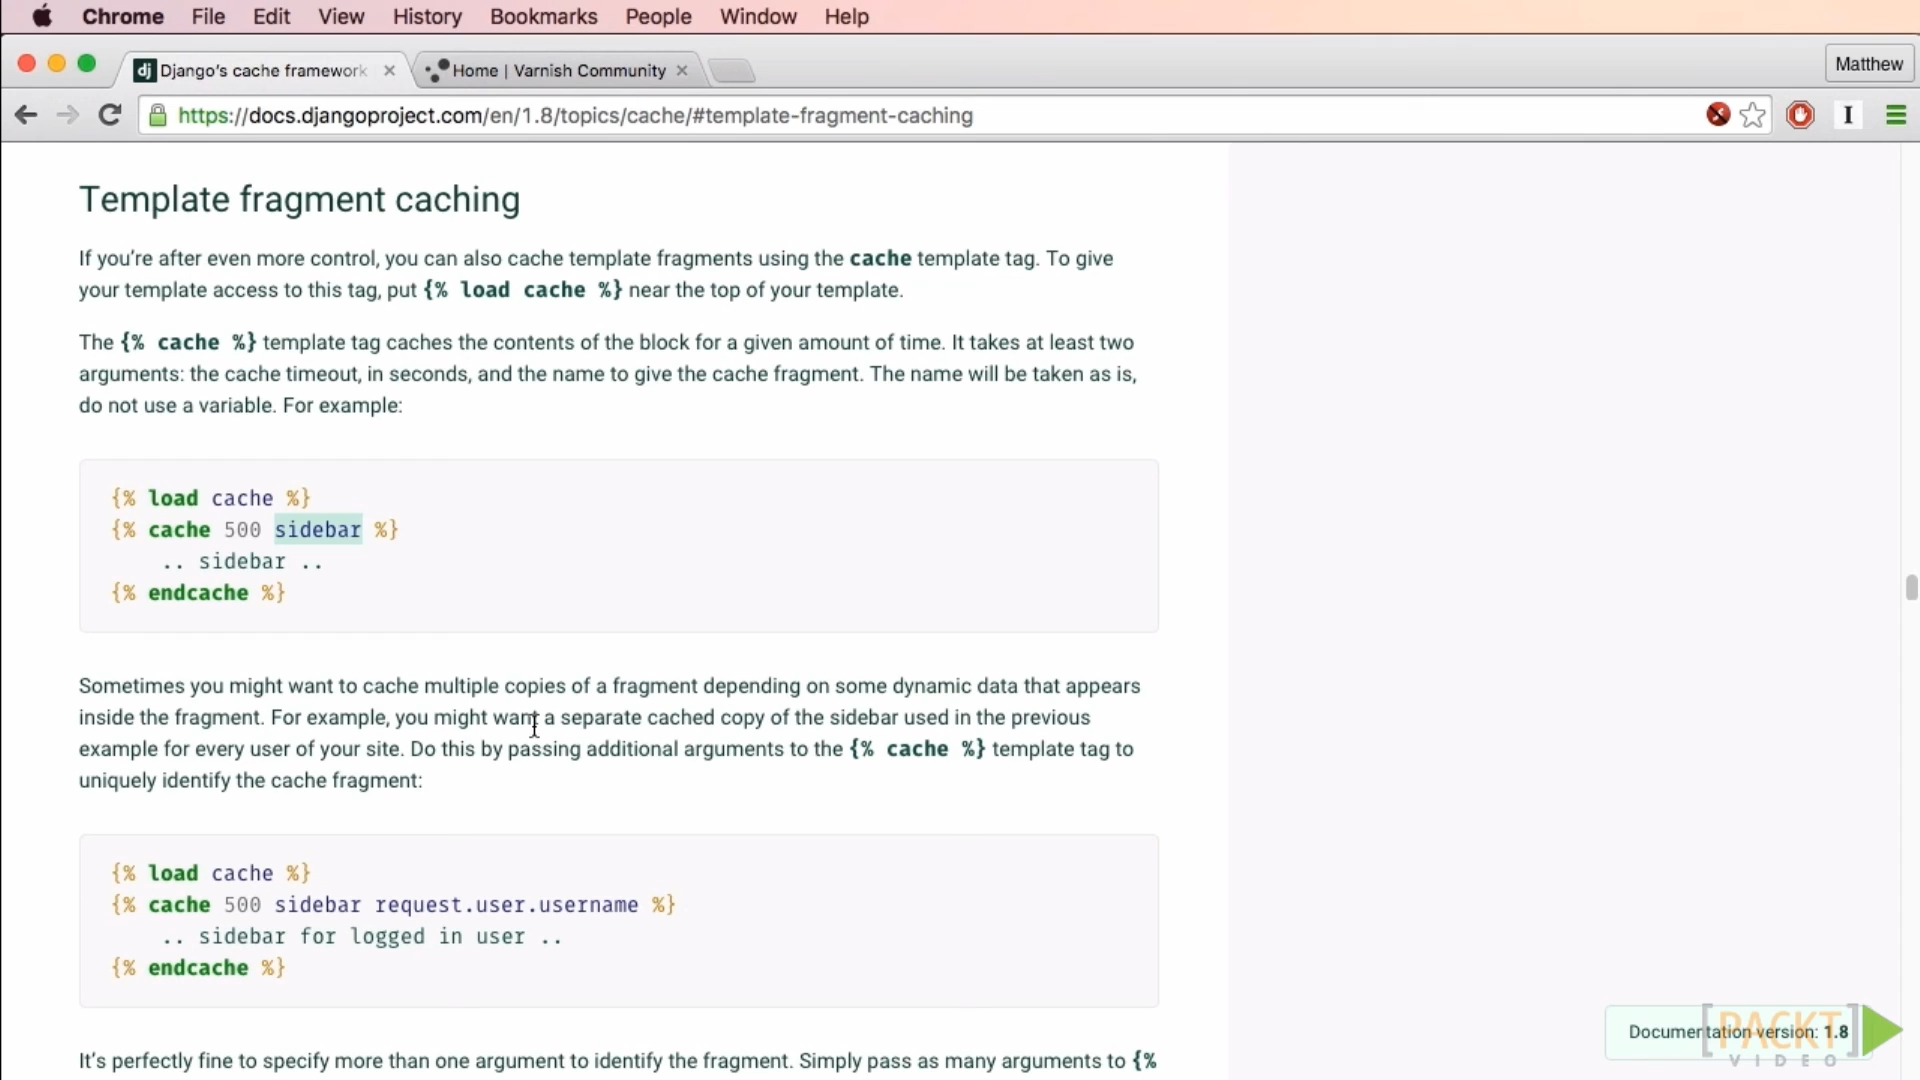 Chrome File Edit View History Bookmarks People Window Help
Django's cache framework Home | Varnish Community Matthew
https://docs.djangoproject.com/en/1.8/topics/cache/#template-fragment-caching
Template fragment caching
If you're after even more control, you can also cache template fragments using the cache template tag. To give
your template access to this tag, put {% load cache %} near the top of your template.
The {% cache %} template tag caches the contents of the block for a given amount of time. It takes at least two
arguments: the cache timeout, in seconds, and the name to give the cache fragment. The name will be taken as is,
do not use a variable. For example:
{% load cache %}
{% cache 500 sidebar %}
.. sidebar ..
{% endcache %}
Sometimes you might want to cache multiple copies of a fragment depending on some dynamic data that appears
inside the fragment. For example, you might want a separate cached copy of the sidebar used in the previous
example for every user of your site. Do this by passing additional arguments to the {% cache %} template tag to
uniquely identify the cache fragment:
{% load cache %}
{% cache 500 sidebar request.user.username %}
.. sidebar for logged in user ..
{% endcache %}
Documentation version: 1.8
[PACKT]
VIDEO
It's perfectly fine to specify more than one argument to identify the fragment. Simply pass as many arguments to {%